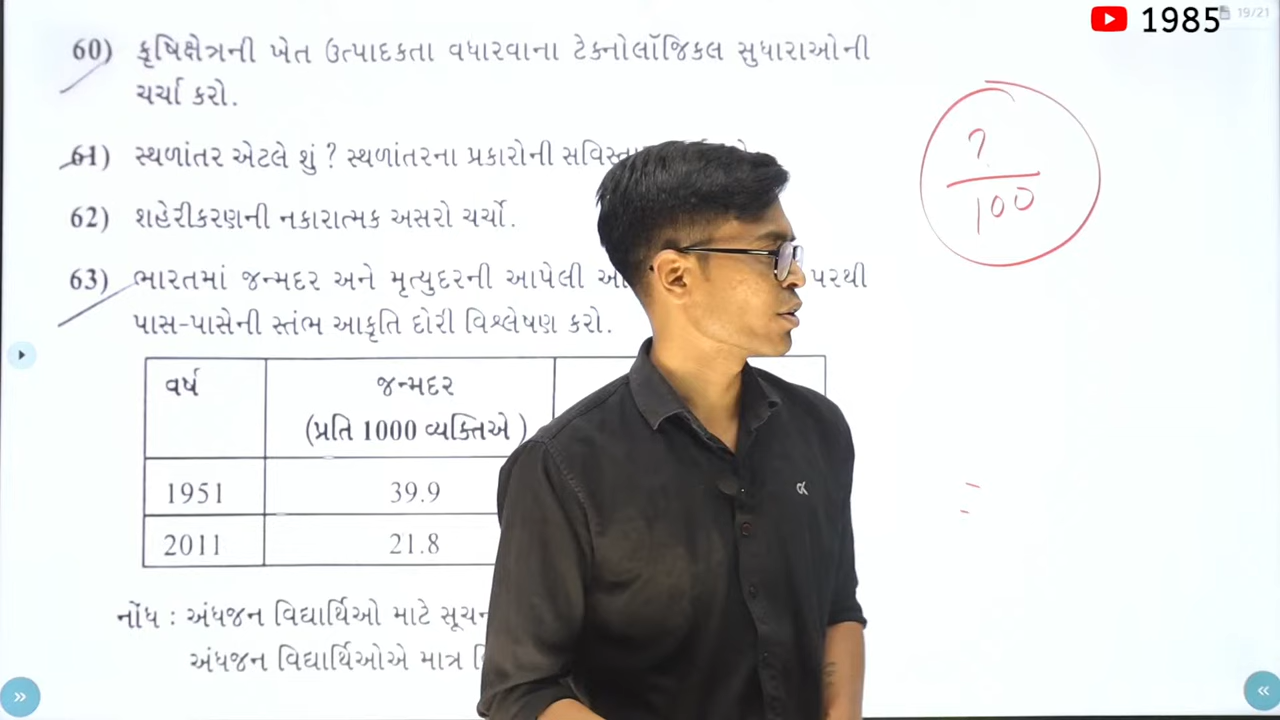 1985
19/21
60) કૃષિક્ષેત્રની ખેત ઉત્પાદકતા વધારવાના ટેક્નોલૉજિકલ સુધારાઓની
ચર્ચા કરો.
61) સ્થળાંતર એટલે શું ? સ્થળાંતરના પ્રકારોની
62) શહેરીકરણની નકારાત્મક અસરો ચર્ચો.
63) ભારતમાં જન્મદર અને મૃત્યુદરની આપેલી પરથી
પાસ-પાસેની સ્તંભ આકૃતિ દોરી વિશ્લેષણ કરો.
વર્ષ જન્મદર
(પ્રતિ 1000 વ્યક્તિએ )
1951 39.9
2011 21.8
નોંધ : અંધજન વિદ્યાર્થિઓ માટે
અંધજન વિદ્યાર્થિઓએ માત્ર
?
100
=